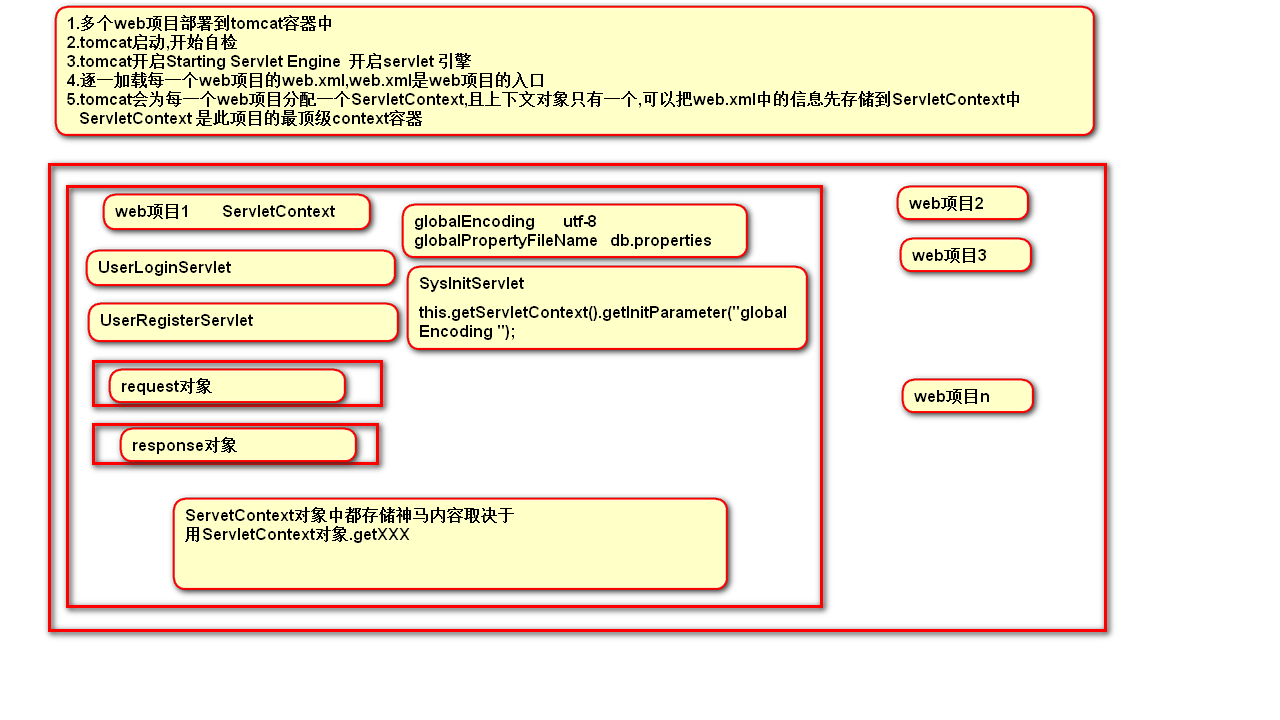 1.多个web项目部署到tomcat容器中
2.tomcat启动,开始自检
3.tomcat开启Starting Servlet Engine  开启servlet 引擎
4.逐一加载每一个web项目的web.xml,web.xml是web项目的入口
5.tomcat会为每一个web项目分配一个ServletContext,且上下文对象只有一个,可以把web.xml中的信息先存储到ServletContext中
ServletContext 是此项目的最顶级context容器
web项目1 ServletContext
globalEncoding utf-8
globalPropertyFileName db.properties
web项目2
UserLoginServlet
web项目3
SysInitServlet
this.getServletContext().getInitParameter("global
Encoding ");
UserRegisterServlet
request对象
web项目n
response对象
ServetContext对象中都存储神马内容取决于
用ServletContext对象.getXXX